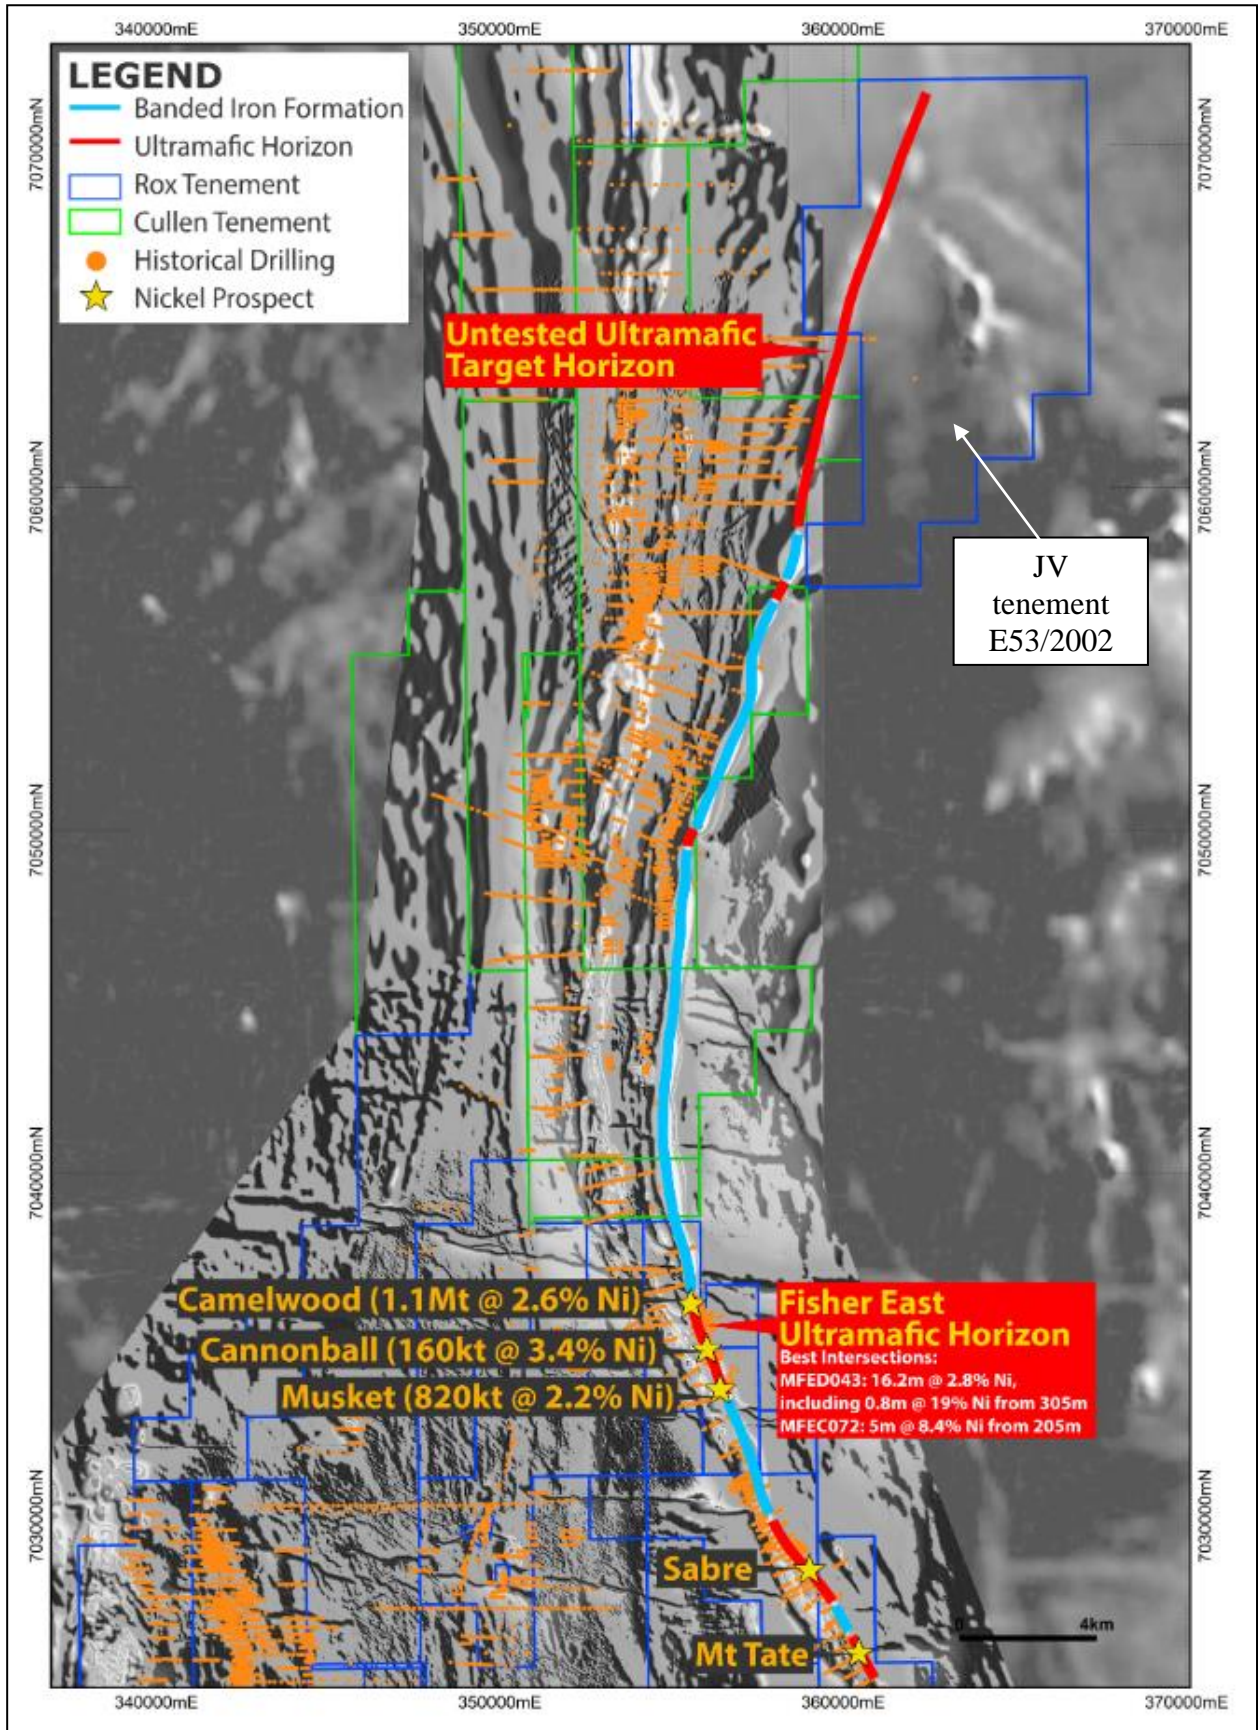 340000mE
350000mE
360000mE
370000mE
LEGEND
Banded Iron Formation
Ultramafic Horizon
Rox Tenement
Cullen Tenement
Historical Drilling
Nickel Prospect
7070000mN
7070000mN
Untested Ultramafic
Target Horizon
7060000mN
7060000mN
JV
tenement
E53/2002
7050000mN
7050000mN
7040000mN
7040000mN
Camelwood (1.1Mt @ 2.6% Ni)
Cannonball (160kt @ 3.4% Ni)
Musket (820kt @ 2.2% Ni)
Fisher East
Ultramafic Horizon
Best Intersections:
MFED043: 16.2m @ 2.8% Ni,
including 0.8m @ 19% Ni from 305m
MFEC072: 5m @ 8.4% Ni from 205m
7030000mN
7030000mN
Sabre
0 4km
Mt Tate
340000mE
350000mE
360000mE
370000mE